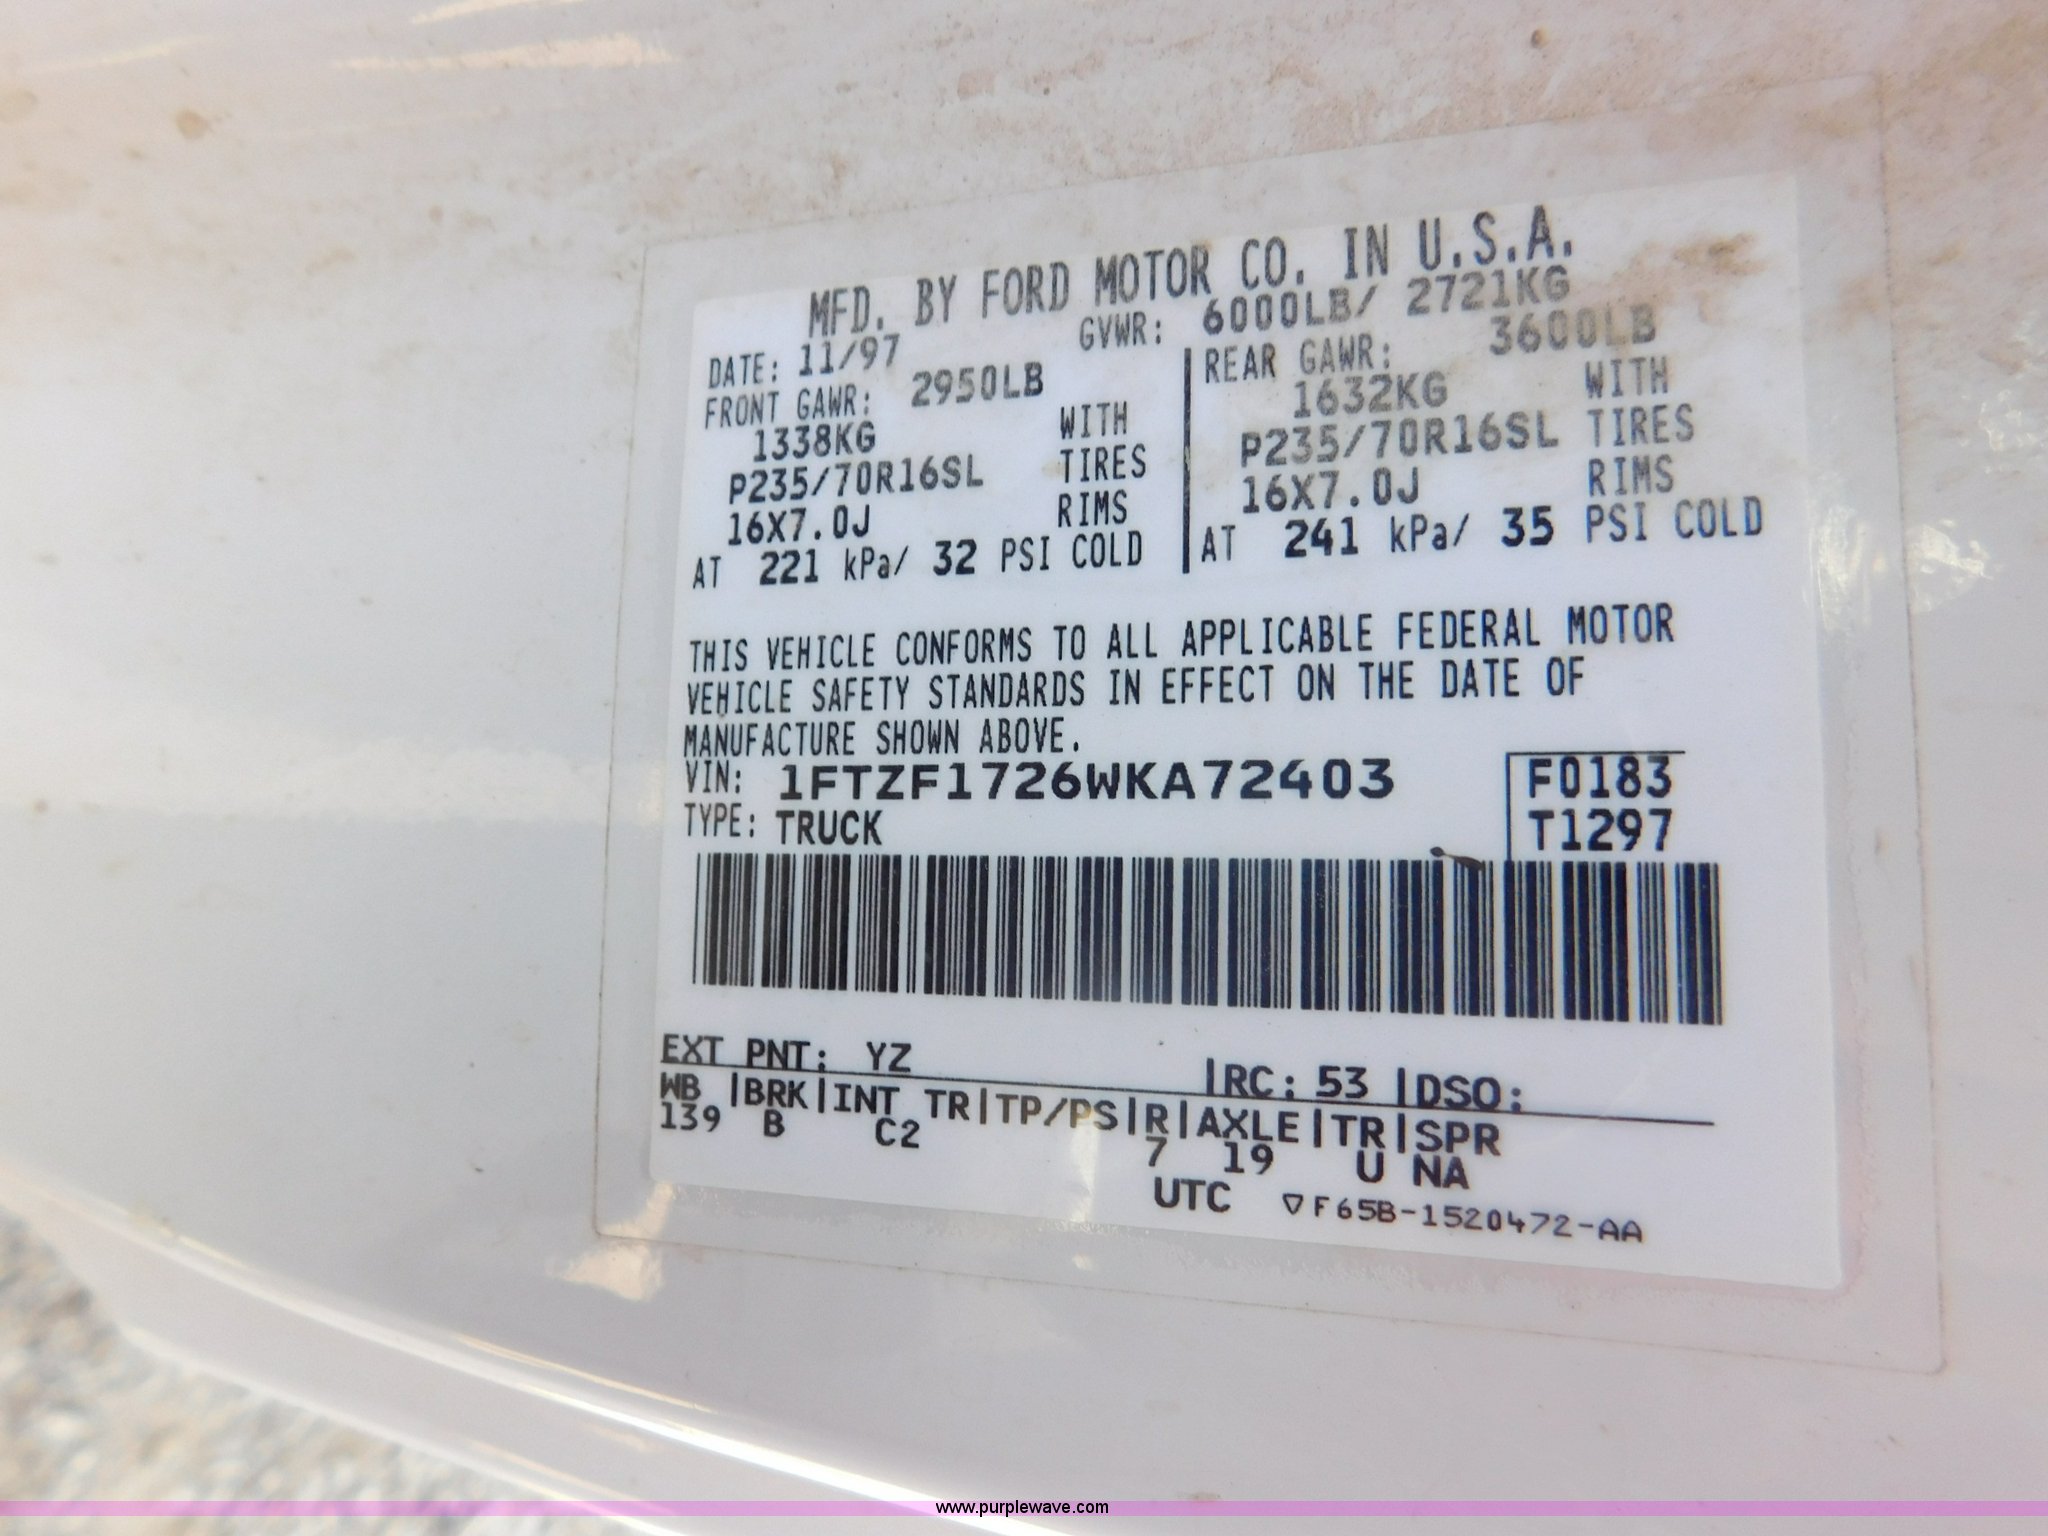 MFD. BY FORD MOTOR CO. IN U.S.A.
DATE: 11/97 GVWR: 6000LB/ 2721KG
FRONT GAWR: 2950LB REAR GAWR: 3600LB
1338KG WITH 1632KG WITH
P235/70R16SL TIRES P235/70R16SL TIRES
16X7.0J RIMS 16X7.0J RIMS
AT 221 kPa/ 32 PSI COLD AT 241 kPa/ 35 PSI COLD
THIS VEHICLE CONFORMS TO ALL APPLICABLE FEDERAL MOTOR
VEHICLE SAFETY STANDARDS IN EFFECT ON THE DATE OF
MANUFACTURE SHOWN ABOVE.
VIN: 1FTZF1726WKA72403 F0183
TYPE: TRUCK T1297
EXT PNT: YZ |RC: 53 |DSO:
WB |BRK|INT TR|TP/PS|R|AXLE|TR|SPR
139 B C2 7 19 U NA
UTC ▽F65B-1520472-AA
www.purplewave.com